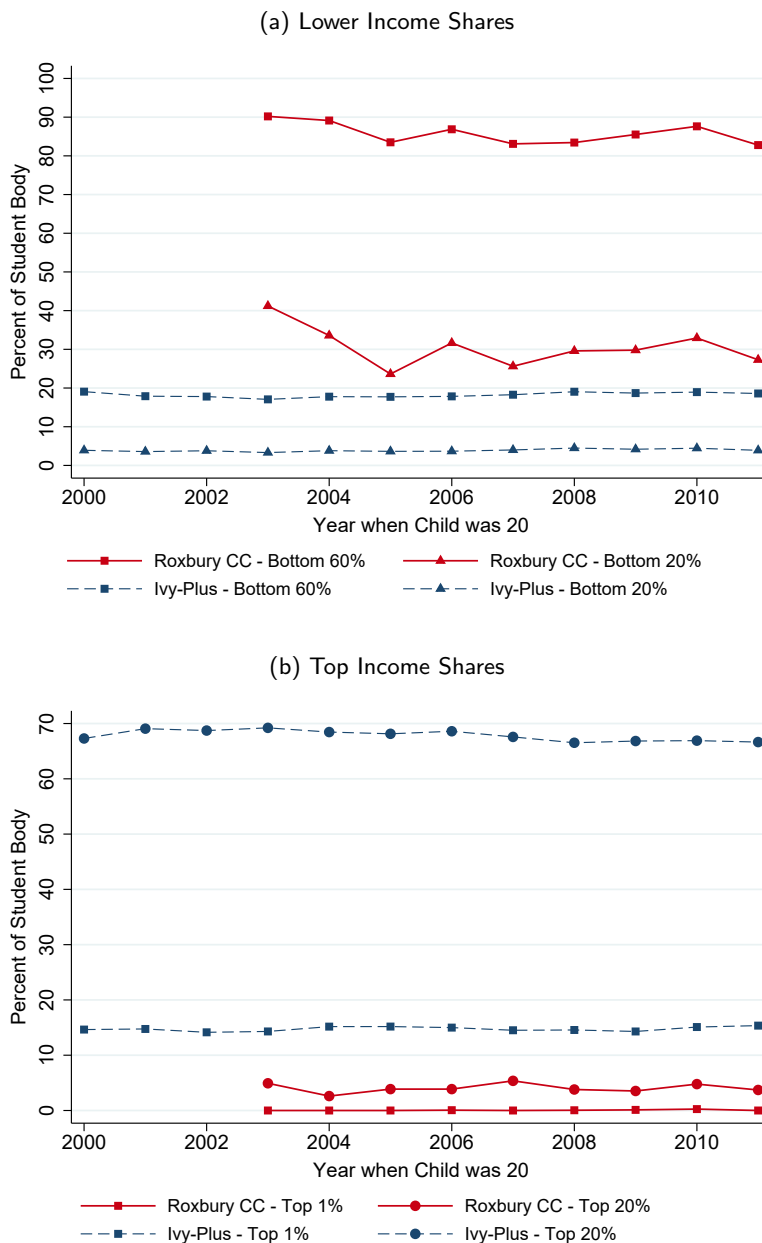 (a) Lower Income Shares
100
90
80
70
60
50
40
30
20
10
0
Percent of Student Body
2000 2002 2004 2006 2008 2010
Year when Child was 20
Roxbury CC - Bottom 60% Roxbury CC - Bottom 20%
Ivy-Plus - Bottom 60% Ivy-Plus - Bottom 20%
(b) Top Income Shares
70
60
50
40
30
20
10
0
Percent of Student Body
2000 2002 2004 2006 2008 2010
Year when Child was 20
Roxbury CC - Top 1% Roxbury CC - Top 20%
Ivy-Plus - Top 1% Ivy-Plus - Top 20%